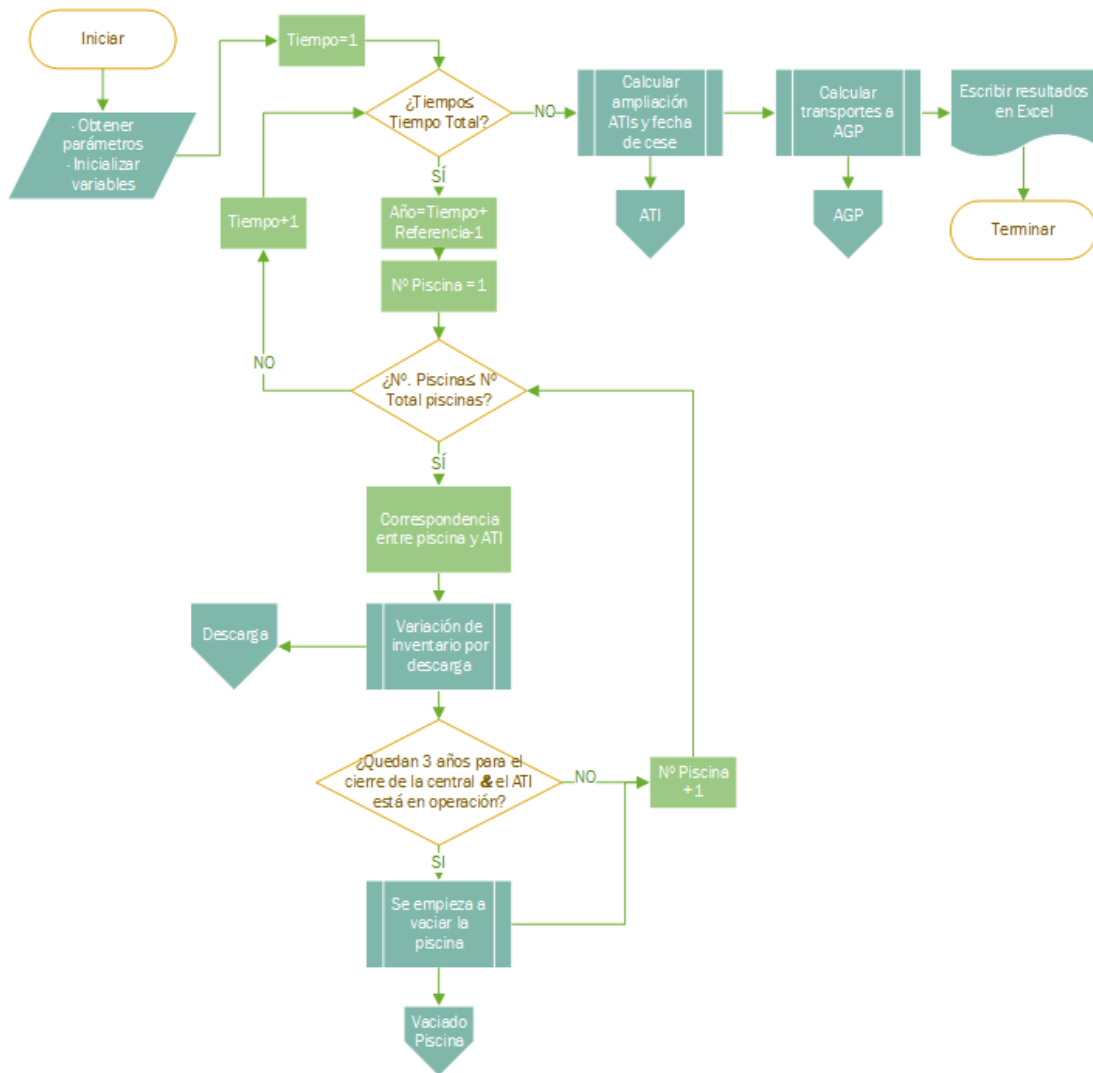 Iniciar
Tiempo=1
- Obtener
parámetros
- Inicializar
variables
¿Tiempo≤
Tiempo Total?
NO
Calcular
ampliación
ATIs y fecha
de cese
Calcular
transportes a
AGP
Escribir resultados
en Excel
SÍ
ATI
AGP
Terminar
Tiempo+1
Año=Tiempo+
Referencia-1
Nº Piscina = 1
NO
¿Nº. Piscina≤ Nº
Total piscinas?
SÍ
Correspondencia
entre piscina y ATI
Descarga
Variación de
inventario por
descarga
¿Quedan 3 años para el
cierre de la central & el ATI
está en operación?
NO
Nº Piscina
+1
SI
Se empieza a
vaciar la
piscina
Vaciado
Piscina